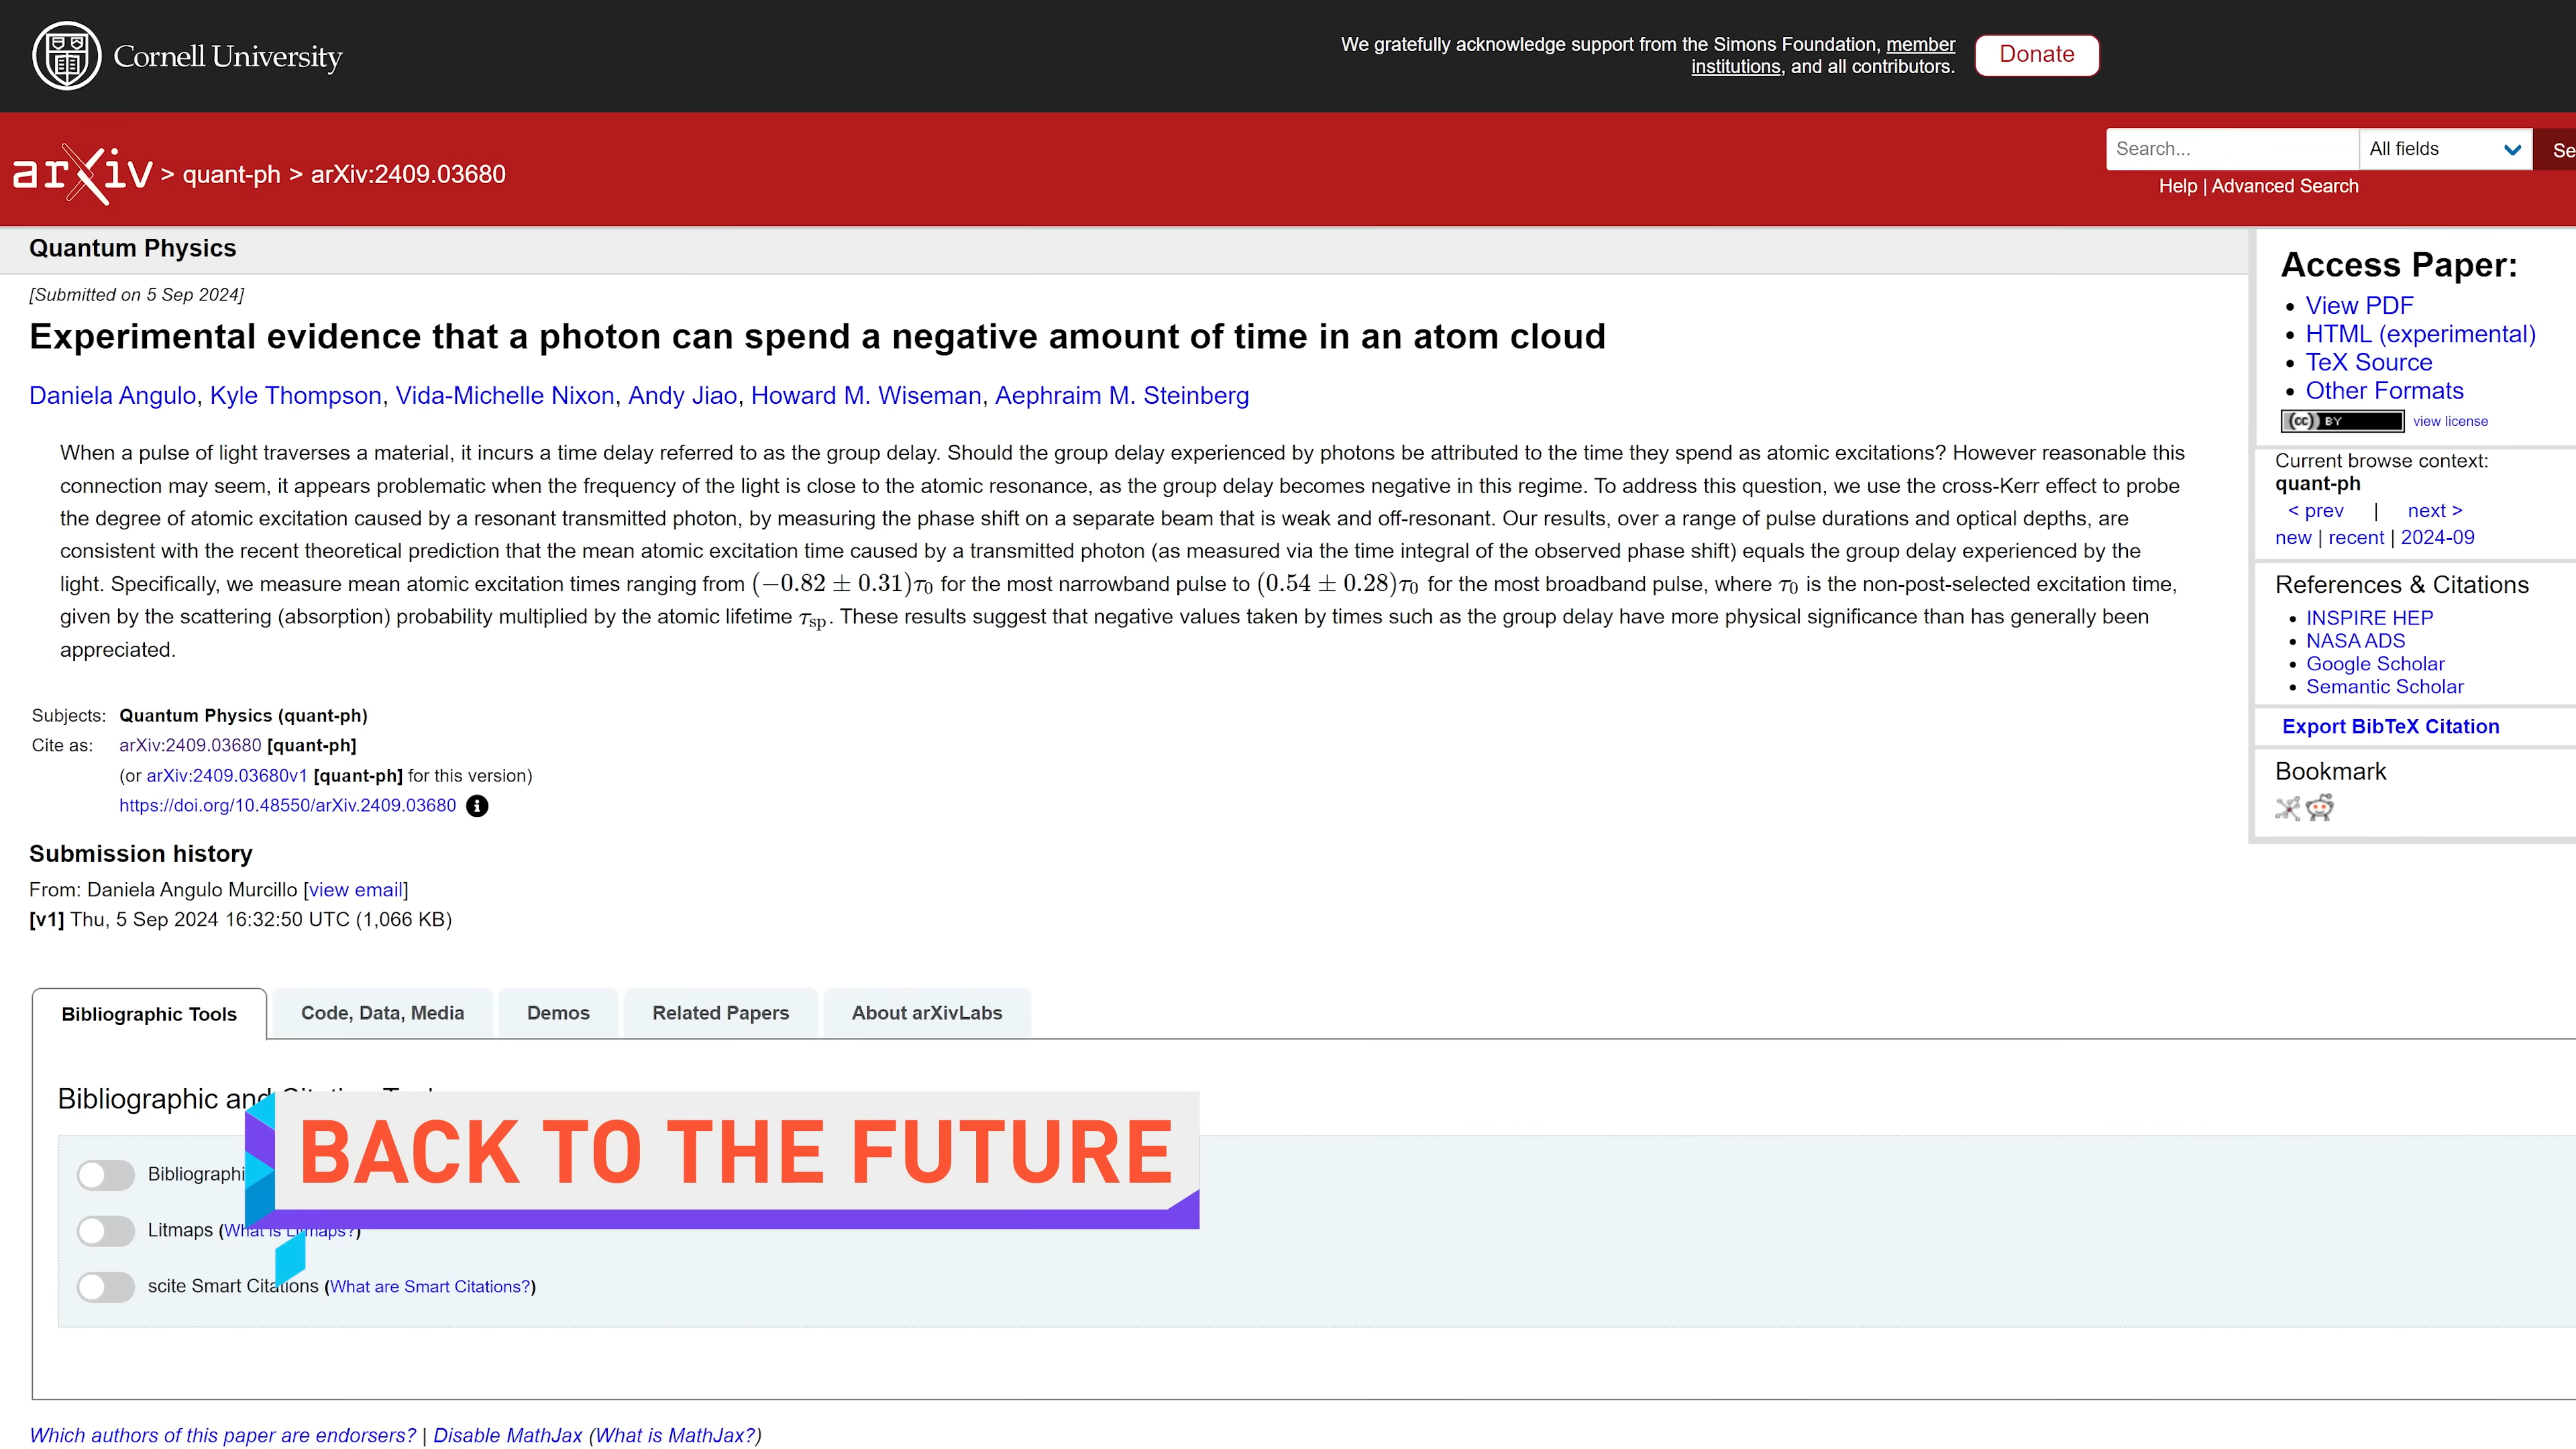 Cornell University
We gratefully acknowledge support from the Simons Foundation, member
institutions, and all contributors.
Donate
arXiv > quant-ph > arXiv:2409.03680
Search...
All fields
Se
Help | Advanced Search
Quantum Physics
[Submitted on 5 Sep 2024]
Experimental evidence that a photon can spend a negative amount of time in an atom cloud
Daniela Angulo, Kyle Thompson, Vida-Michelle Nixon, Andy Jiao, Howard M. Wiseman, Aephraim M. Steinberg
When a pulse of light traverses a material, it incurs a time delay referred to as the group delay. Should the group delay experienced by photons be attributed to the time they spend as atomic excitations? However reasonable this
connection may seem, it appears problematic when the frequency of the light is close to the atomic resonance, as the group delay becomes negative in this regime. To address this question, we use the cross-Kerr effect to probe
the degree of atomic excitation caused by a resonant transmitted photon, by measuring the phase shift on a separate beam that is weak and off-resonant. Our results, over a range of pulse durations and optical depths, are
consistent with the recent theoretical prediction that the mean atomic excitation time caused by a transmitted photon (as measured via the time integral of the observed phase shift) equals the group delay experienced by the
light. Specifically, we measure mean atomic excitation times ranging from (−0.82 ± 0.31)τ0 for the most narrowband pulse to (0.54 ± 0.28)τ0 for the most broadband pulse, where τ0 is the non-post-selected excitation time,
given by the scattering (absorption) probability multiplied by the atomic lifetime τsp. These results suggest that negative values taken by times such as the group delay have more physical significance than has generally been
appreciated.
Subjects: Quantum Physics (quant-ph)
Cite as: arXiv:2409.03680 [quant-ph]
(or arXiv:2409.03680v1 [quant-ph] for this version)
https://doi.org/10.48550/arXiv.2409.03680
Submission history
From: Daniela Angulo Murcillo [view email]
[v1] Thu, 5 Sep 2024 16:32:50 UTC (1,066 KB)
Access Paper:
View PDF
HTML (experimental)
TeX Source
Other Formats
(cc) BY view license
Current browse context:
quant-ph
< prev | next >
new | recent | 2024-09
References & Citations
INSPIRE HEP
NASA ADS
Google Scholar
Semantic Scholar
Export BibTeX Citation
Bookmark
Bibliographic Tools
Code, Data, Media
Demos
Related Papers
About arXivLabs
Bibliographic and
BACK TO THE FUTURE
Bibliographi
Litmaps (What is Litmaps?)
scite Smart Citations (What are Smart Citations?)
Which authors of this paper are endorsers? | Disable MathJax (What is MathJax?)